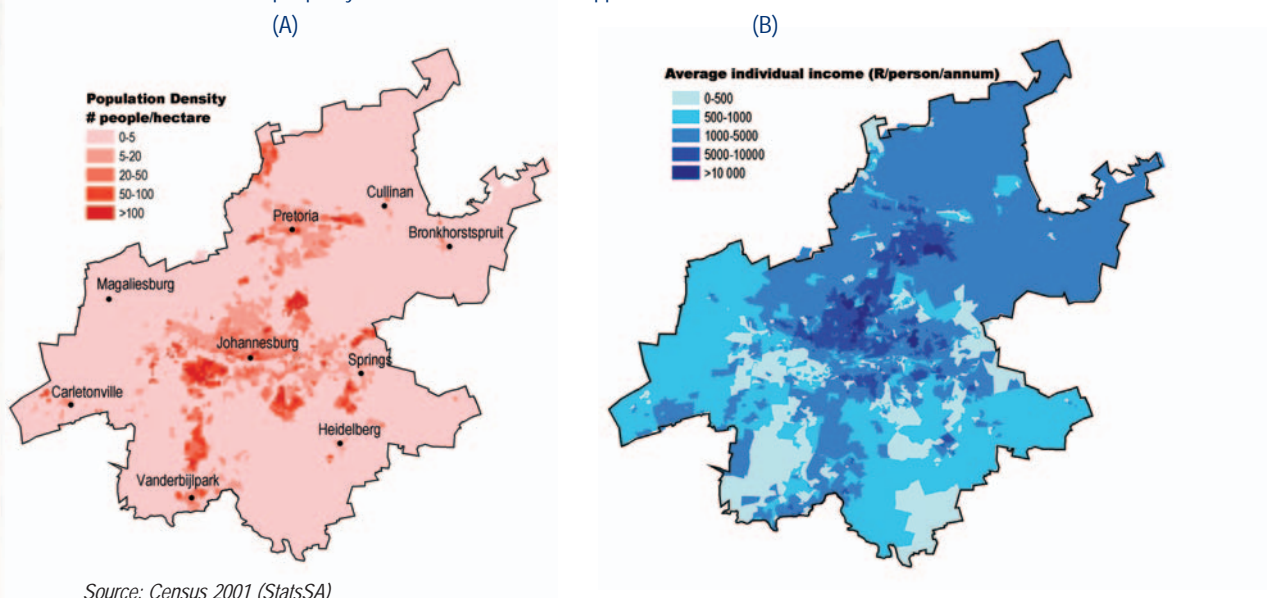 (A)
(B)
Population Density
# people/hectare
0-5
5-20
20-50
50-100
>100
Cullinan
Pretoria
Bronkhorstspruit
Magaliesburg
Johannesburg
Springs
Carletonville
Heidelberg
Vanderbijlpark
Source: Census 2001 (StatsSA)
Average individual income (R/person/annum)
0-500
500-1000
1000-5000
5000-10000
>10 000